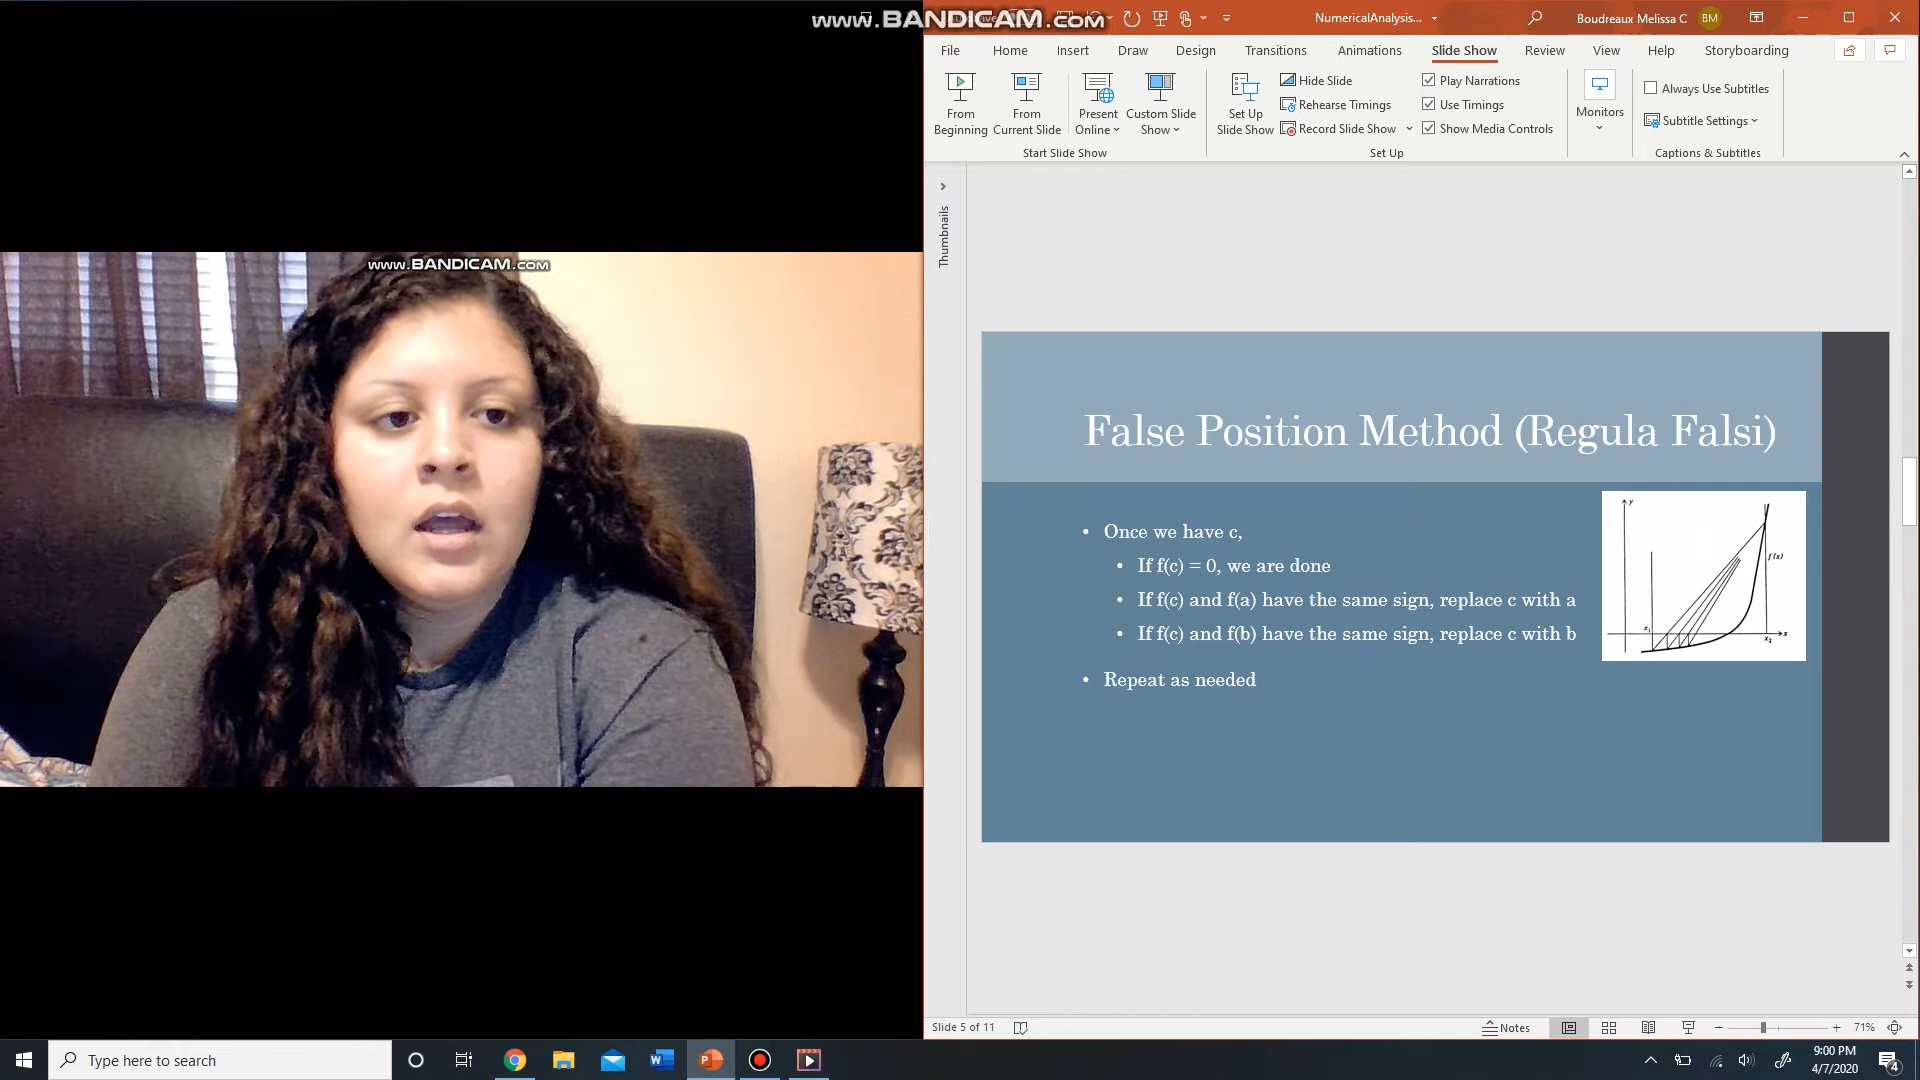 www.BANDICAM.com
NumericalAnalysis...
Boudreaux Melissa C
BM
File Home Insert Draw Design Transitions Animations Slide Show Review View Help Storyboarding
From Beginning
From Current Slide
Present Online
Custom Slide Show
Start Slide Show
Set Up Slide Show
Hide Slide
Rehearse Timings
Record Slide Show
Play Narrations
Use Timings
Show Media Controls
Set Up
Monitors
Always Use Subtitles
Subtitle Settings
Captions & Subtitles
Thumbnails
www.BANDICAM.com
False Position Method (Regula Falsi)
• Once we have c,
• If f(c) = 0, we are done
• If f(c) and f(a) have the same sign, replace c with a
• If f(c) and f(b) have the same sign, replace c with b
• Repeat as needed
y
f(x)
x₁
x₂
x
Slide 5 of 11
Notes
71%
Type here to search
9:00 PM
4/7/2020
4